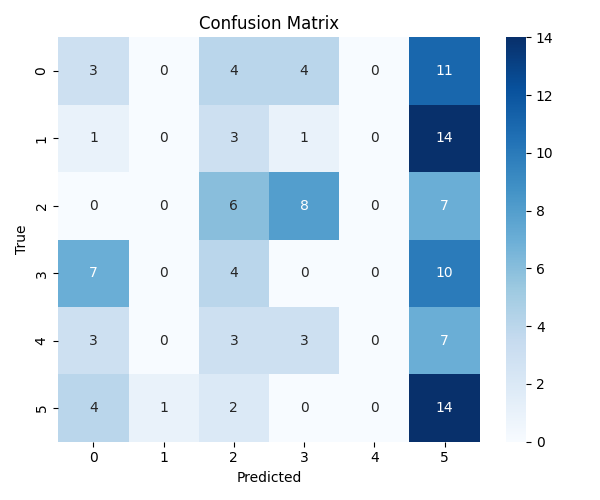 Confusion Matrix
True
0 3 0 4 4 0 11
1 1 0 3 1 0 14
2 0 0 6 8 0 7
3 7 0 4 0 0 10
4 3 0 3 3 0 7
5 4 1 2 0 0 14
0 1 2 3 4 5
Predicted
14
12
10
8
6
4
2
0